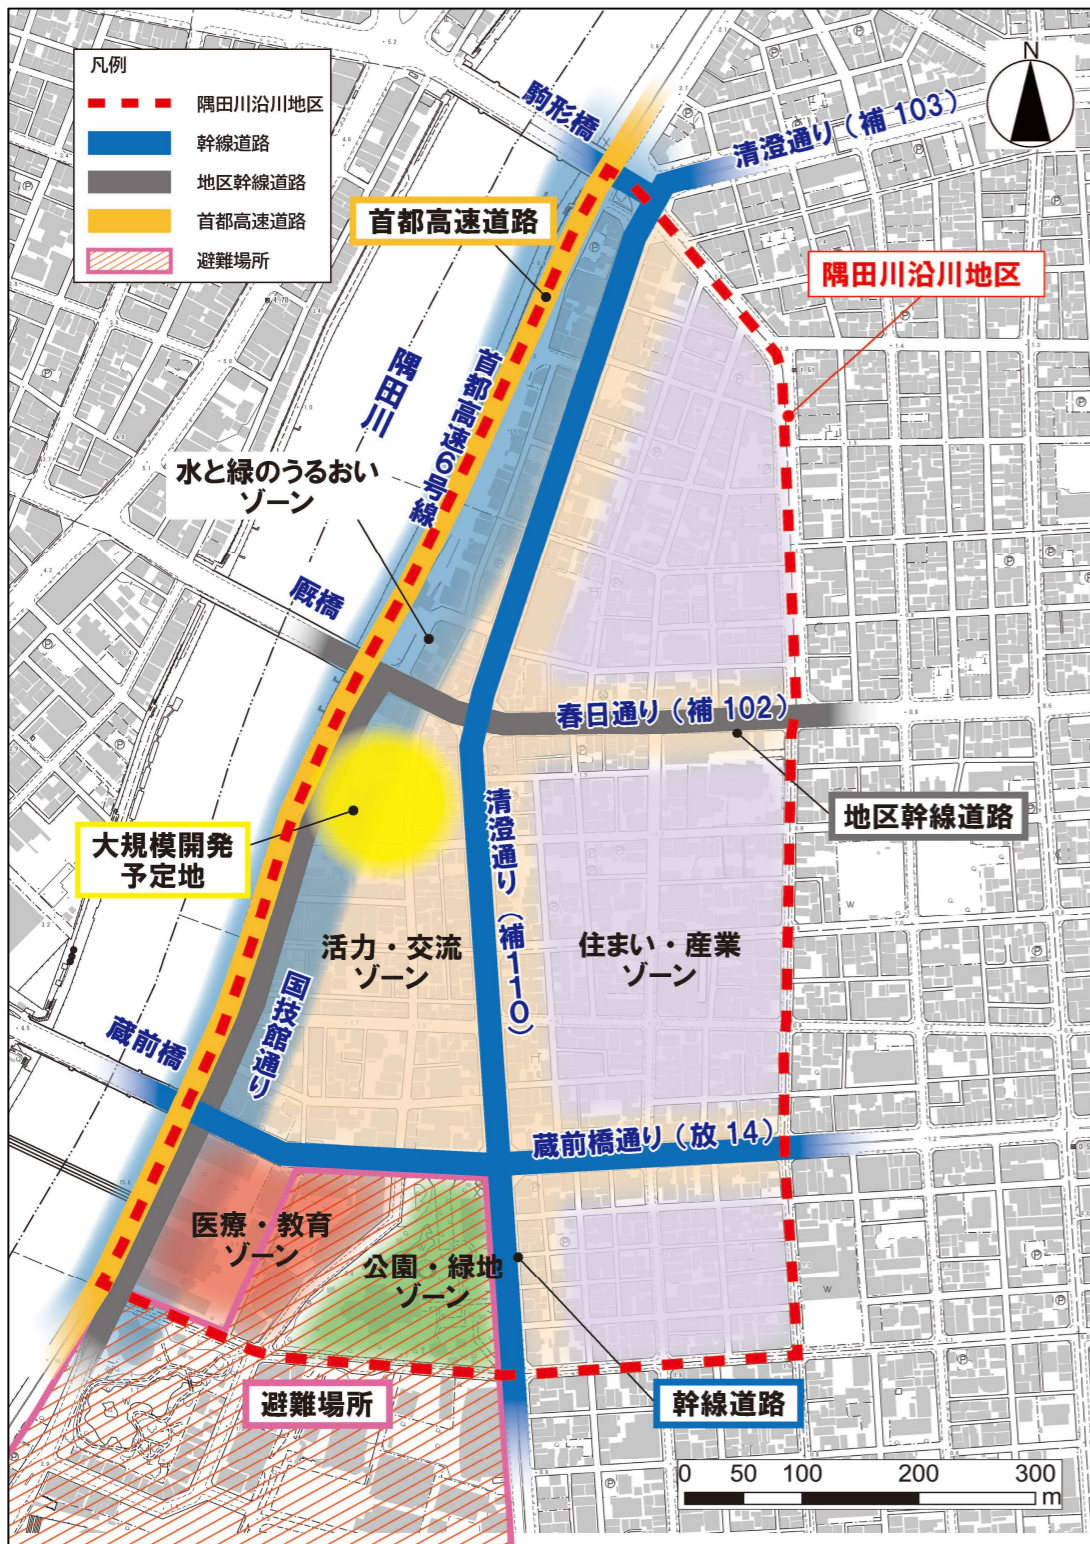 凡例
隅田川沿川地区
幹線道路
地区幹線道路
首都高速道路
避難場所
N
駒形橋
清澄通り（補 103）
首都高速道路
隅田川沿川地区
隅田川
首都高速6号線
水と緑のうるおい
ゾーン
厩橋
春日通り（補 102）
地区幹線道路
大規模開発
予定地
清澄通り（補110）
活力・交流
ゾーン
住まい・産業
ゾーン
国技館通り
蔵前橋
蔵前橋通り（放 14）
医療・教育
ゾーン
公園・緑地
ゾーン
避難場所
幹線道路
0 50 100 200 300
m